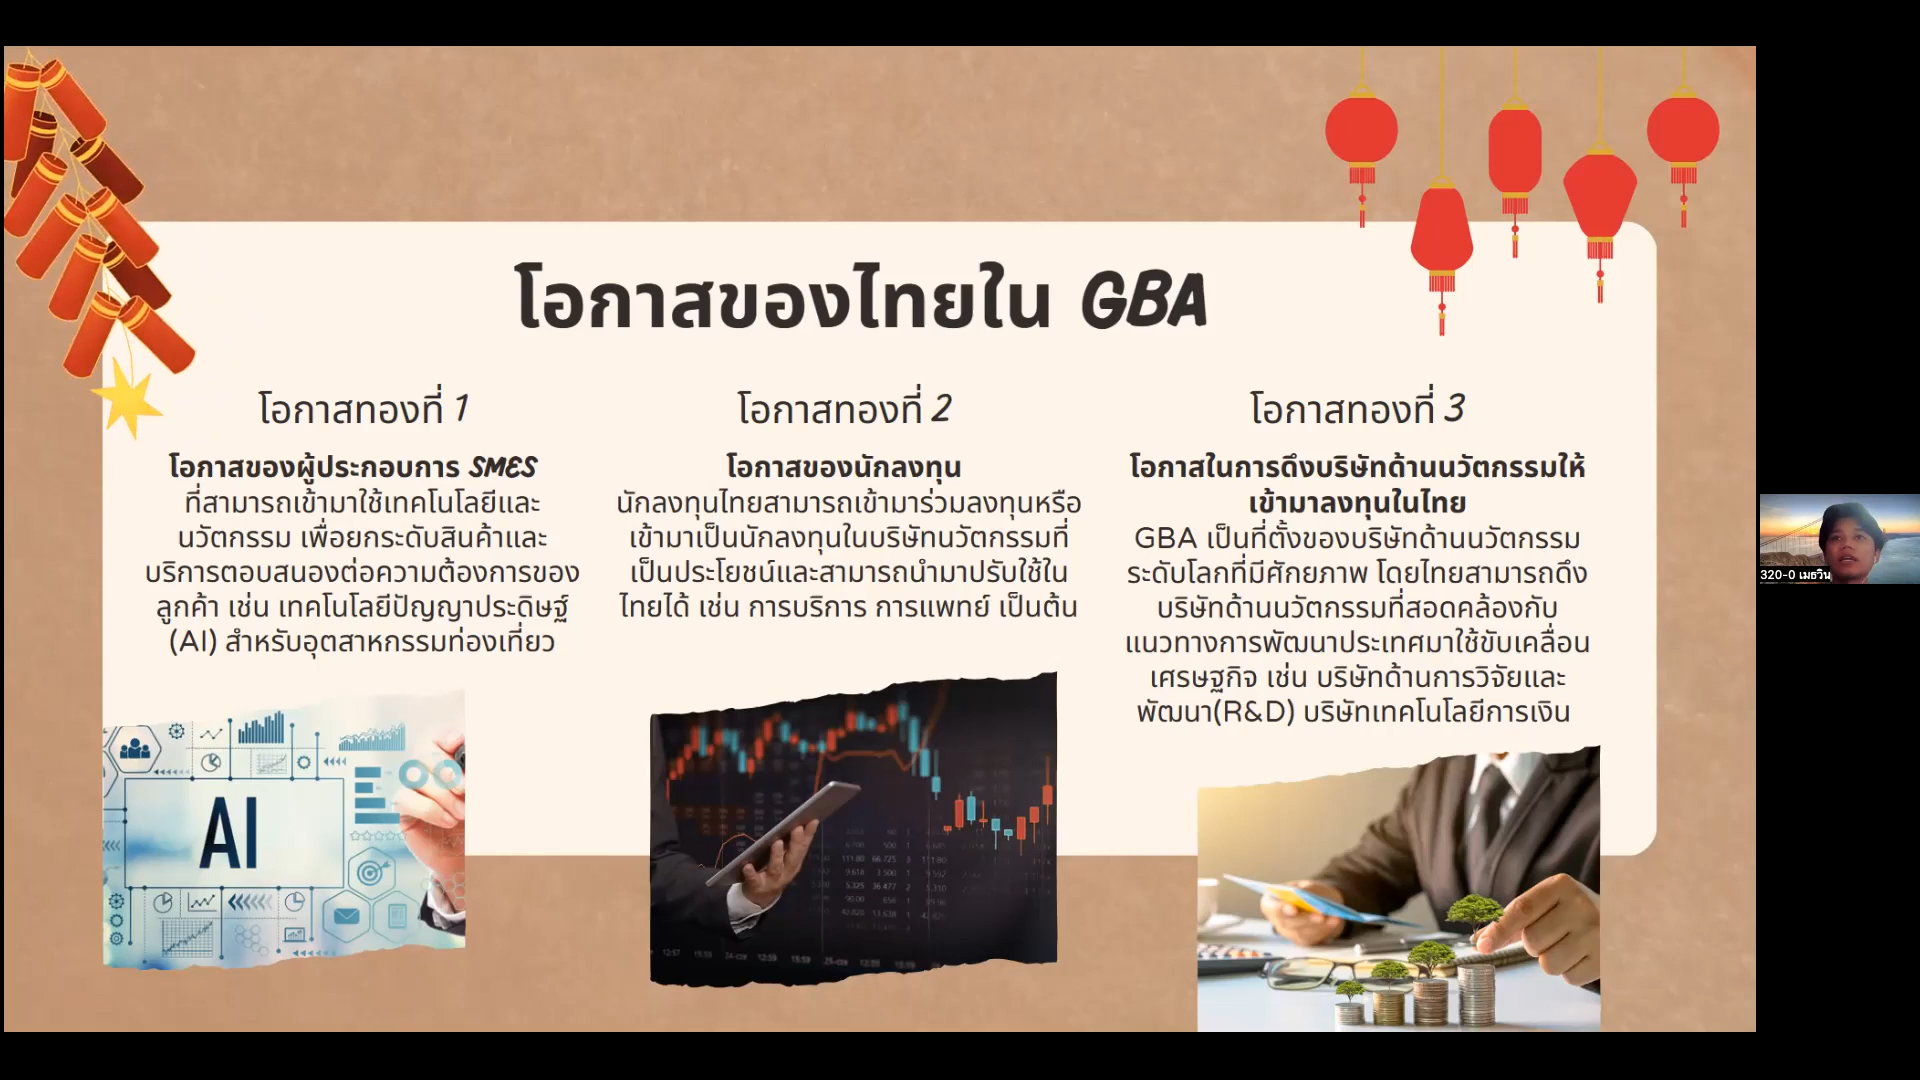 โอกาสของไทยใน GBA
โอกาสทองที่ 1
โอกาสของผู้ประกอบการ SMES
ที่สามารถเข้ามาใช้เทคโนโลยีและ
นวัตกรรม เพื่อยกระดับสินค้าและ
บริการตอบสนองต่อความต้องการของ
ลูกค้า เช่น เทคโนโลยีปัญญาประดิษฐ์
(AI) สำหรับอุตสาหกรรมท่องเที่ยว
AI
โอกาสทองที่ 2
โอกาสของนักลงทุน
นักลงทุนไทยสามารถเข้ามาร่วมลงทุนหรือ
เข้ามาเป็นนักลงทุนในบริษัทนวัตกรรมที่
เป็นประโยชน์และสามารถนำมาปรับใช้ใน
ไทยได้ เช่น การบริการ การแพทย์ เป็นต้น
โอกาสทองที่ 3
โอกาสในการดึงบริษัทด้านนวัตกรรมให้
เข้ามาลงทุนในไทย
GBA เป็นที่ตั้งของบริษัทด้านนวัตกรรม
ระดับโลกที่มีศักยภาพ โดยไทยสามารถดึง
บริษัทด้านนวัตกรรมที่สอดคล้องกับ
แนวทางการพัฒนาประเทศมาใช้ขับเคลื่อน
เศรษฐกิจ เช่น บริษัทด้านการวิจัยและ
พัฒนา(R&D) บริษัทเทคโนโลยีการเงิน
320-0 เมธวิน